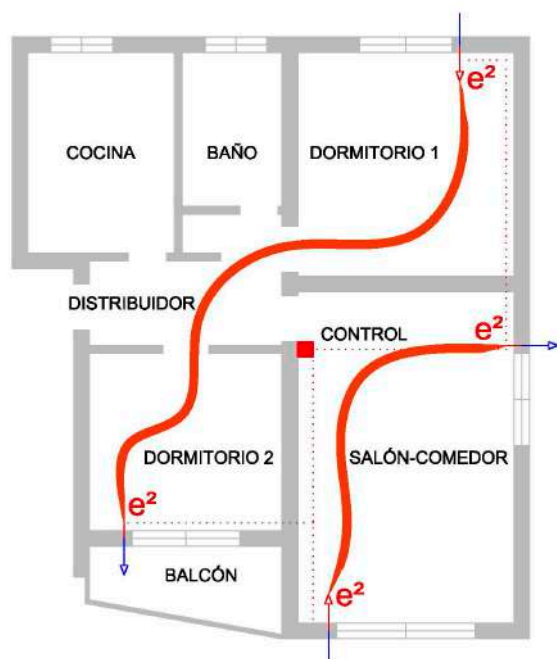 e²
COCINA
BAÑO
DORMITORIO 1
DISTRIBUIDOR
CONTROL
e²
DORMITORIO 2
SALÓN-COMEDOR
e²
BALCÓN
e²